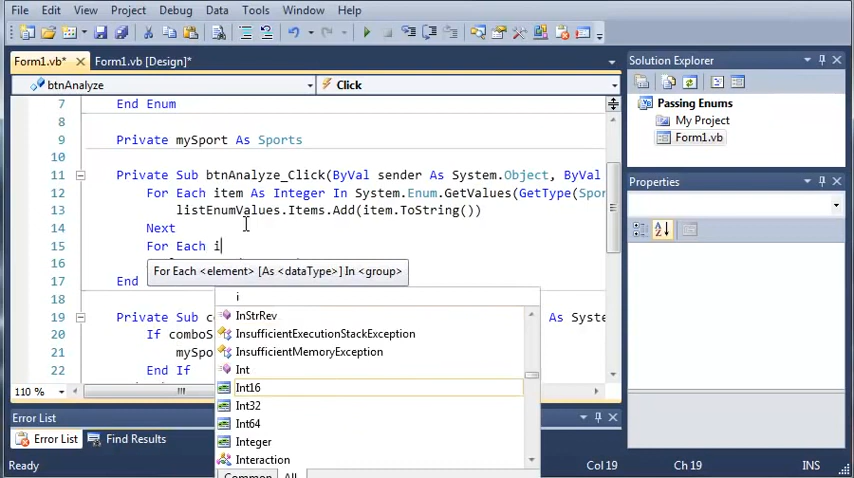 File Edit View Project Debug Data Tools Window Help
Form1.vb* Form1.vb [Design]*
btnAnalyze Click
7 End Enum
8
9 Private mySport As Sports
10
11 Private Sub btnAnalyze_Click(ByVal sender As System.Object, ByVal
12 For Each item As Integer In System.Enum.GetValues(GetType(Spor
13 listEnumValues.Items.Add(item.ToString())
14 Next
15 For Each i
For Each <element> [As <dataType>] In <group>
17 End
i
18
19 Private Sub c As System
20 If comboS
21 mySpo
22 End If
InStrRev
InsufficientExecutionStackException
InsufficientMemoryException
Int
Int16
Int32
Int64
Integer
Interaction
Common All
110 %
Solution Explorer
Passing Enums
My Project
Form1.vb
Properties
Error List
Error List Find Results
Ready Col 19 Ch 19 INS